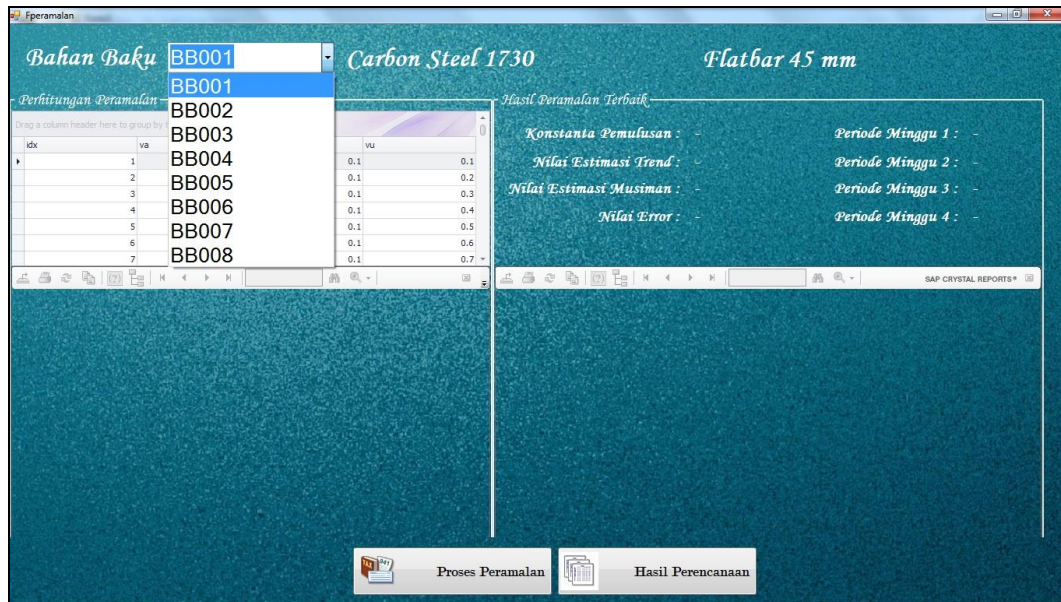 Fperamalan
Bahan Baku BB001 Carbon Steel 1730 Flatbar 45 mm
BB001
BB002
BB003
BB004
BB005
BB006
BB007
BB008
Perhitungan Peramalan
Drag a column header here to group by
idx va vu
1 0.1 0.1
2 0.1 0.2
3 0.1 0.3
4 0.1 0.4
5 0.1 0.5
6 0.1 0.6
7 0.1 0.7
Hasil Peramalan Terbaik
Konstanta Pemulusan : - Periode Minggu 1 : -
Nilai Estimasi Trend : - Periode Minggu 2 : -
Nilai Estimasi Musiman : - Periode Minggu 3 : -
Nilai Error : - Periode Minggu 4 : -
SAP CRYSTAL REPORTS®
Proses Peramalan Hasil Perencanaan